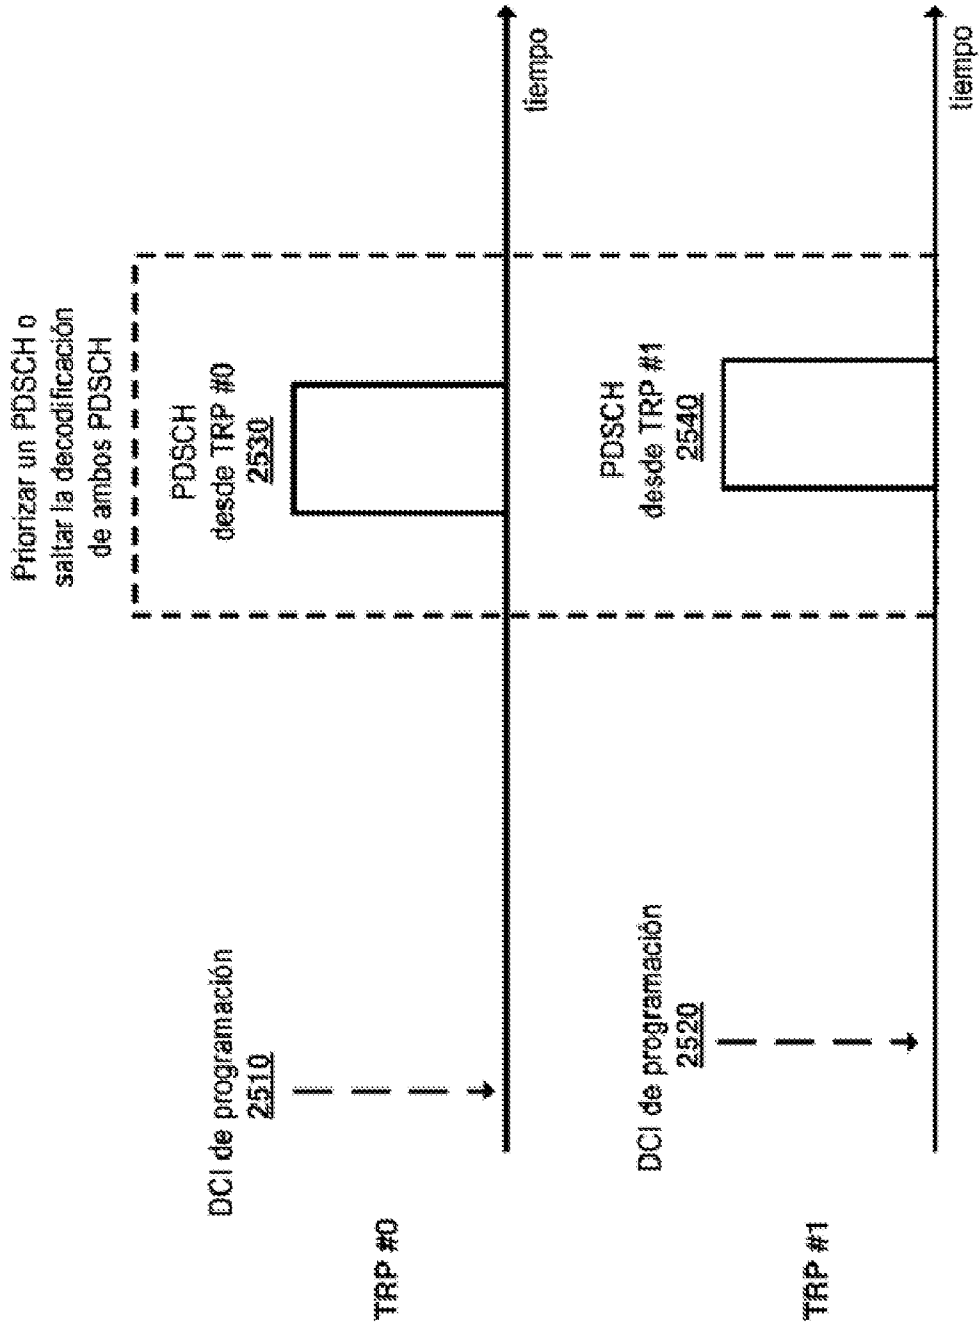 Priorizar un PDSCH o
saltar la decodificación
de ambos PDSCH
DCI de programación
2510
PDSCH
desde TRP #0
2530
TRP #0
tiempo
DCI de programación
2520
PDSCH
desde TRP #1
2540
TRP #1
tiempo